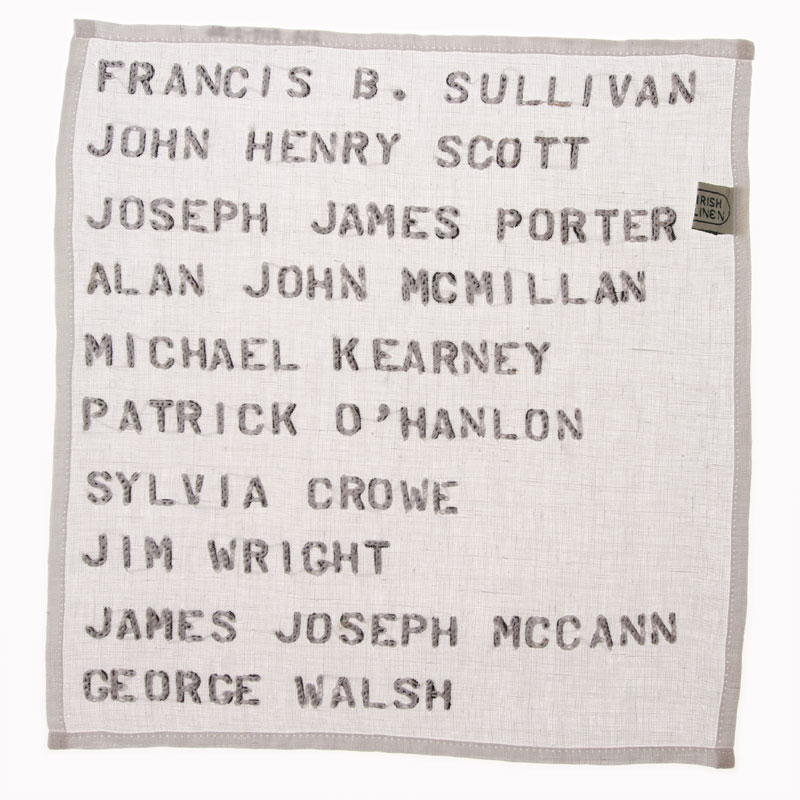 FRANCIS B. SULLIVAN
JOHN HENRY SCOTT
JOSEPH JAMES PORTER
IRISH
LINEN
ALAN JOHN MCMILLAN
MICHAEL KEARNEY
PATRICK O'HANLON
SYLVIA CROWE
JIM WRIGHT
JAMES JOSEPH MCCANN
GEORGE WALSH